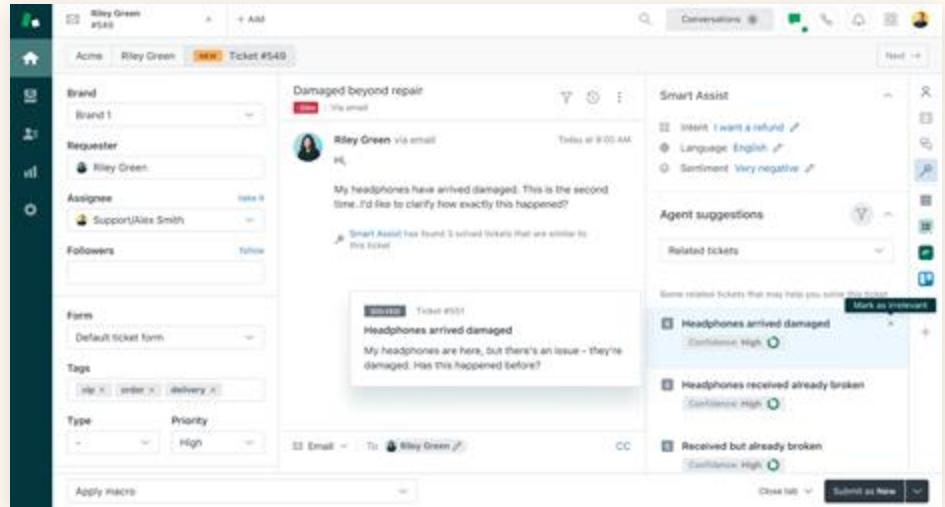 Riley Green
#549
+ Add
Conversations
Acme
Riley Green
NEW Ticket #549
Next →
Brand
Brand 1
Requester
Riley Green
Assignee
take it
Support/Alex Smith
Followers
follow
Form
Default ticket form
Tags
vip ×
order ×
delivery ×
Type
Priority
-
High
Apply macro
Damaged beyond repair
Via email
Riley Green via email
Today at 9:00 AM
Hi,
My headphones have arrived damaged. This is the second
time. I'd like to clarify how exactly this happened?
Smart Assist has found 3 solved tickets that are similar to
this ticket
SOLVED Ticket #551
Headphones arrived damaged
My headphones are here, but there's an issue – they're
damaged. Has this happened before?
Email
To
Riley Green
CC
Smart Assist
Intent I want a refund
Language English
Sentiment Very negative
Agent suggestions
Related tickets
Some related tickets that may help you solve this ticket
Mark as irrelevant
Headphones arrived damaged
Confidence: High
Headphones received already broken
Confidence: High
Received but already broken
Confidence: High
Close tab
Submit as New